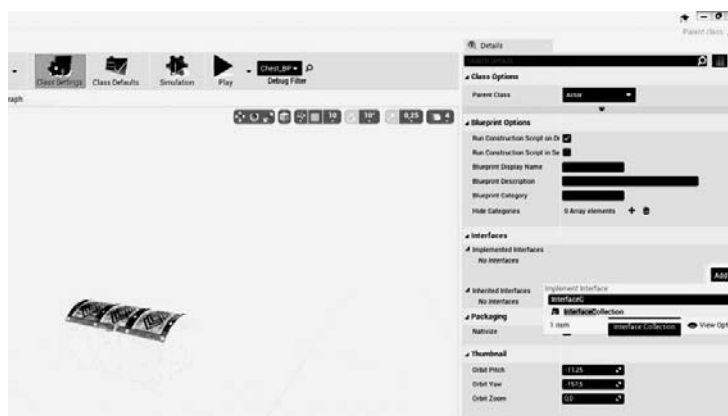 Parent class:
Details
Search Details
Class Settings
Class Defaults
Simulation
Play
Chest_BP
Debug Filter
raph
10
10°
0,25
4
Class Options
Parent Class
Actor
Blueprint Options
Run Construction Script on Dr
Run Construction Script in Se
Blueprint Display Name
Blueprint Description
Blueprint Category
Hide Categories
0 Array elements
Interfaces
Implemented Interfaces
No Interfaces
Add
Inherited Interfaces
No Interfaces
Implement Interface
InterfaceC
InterfaceCollection
1 item
Interface Collection
View Opt
Packaging
Nativize
Thumbnail
Orbit Pitch
-11.25
Orbit Yaw
-157.5
Orbit Zoom
0,0